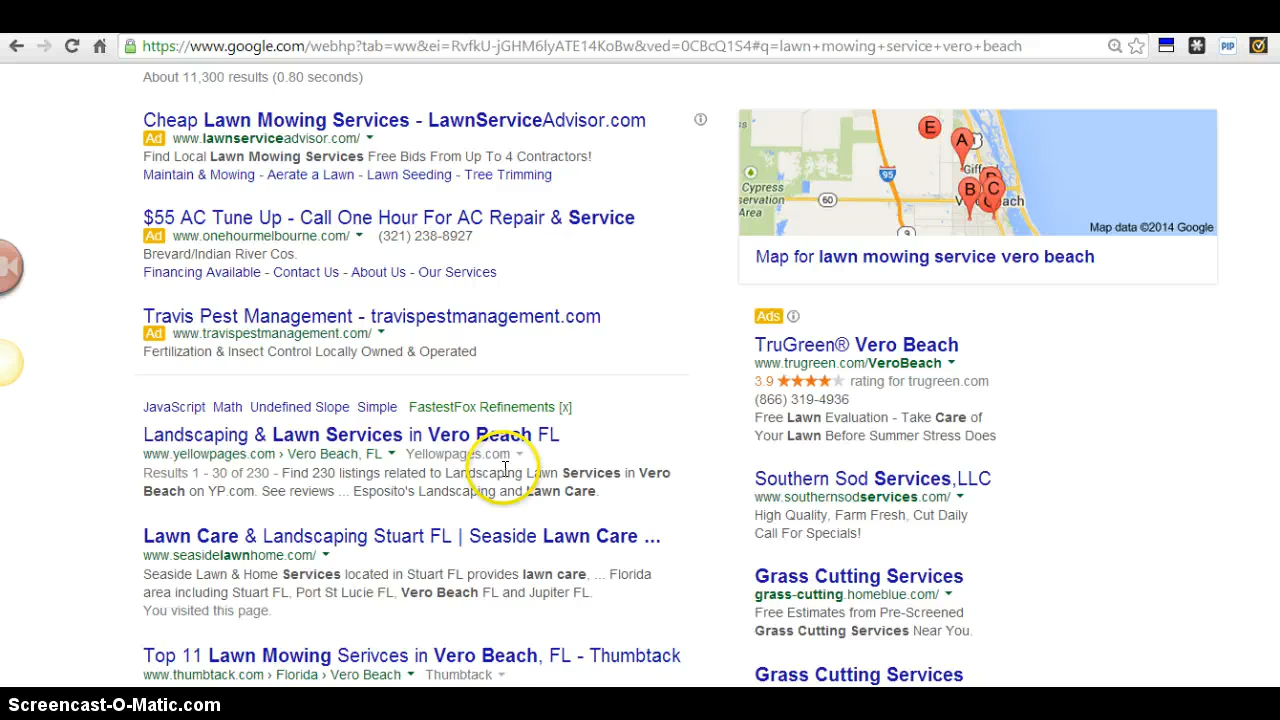 https://www.google.com/webhp?tab=ww&ei=RvfkU-jGHM6lyATE14KoBw&ved=0CBcQ1S4#q=lawn+mowing+service+vero+beach
PIP
About 11,300 results (0.80 seconds)
Cheap Lawn Mowing Services - LawnServiceAdvisor.com
Ad www.lawnserviceadvisor.com/
Find Local Lawn Mowing Services Free Bids From Up To 4 Contractors!
Maintain & Mowing - Aerate a Lawn - Lawn Seeding - Tree Trimming
$55 AC Tune Up - Call One Hour For AC Repair & Service
Ad www.onehourmelbourne.com/ (321) 238-8927
Brevard/Indian River Cos.
Financing Available - Contact Us - About Us - Our Services
Travis Pest Management - travispestmanagement.com
Ad www.travispestmanagement.com/
Fertilization & Insect Control Locally Owned & Operated
JavaScript Math Undefined Slope Simple FastestFox Refinements [x]
Landscaping & Lawn Services in Vero Beach FL
www.yellowpages.com › Vero Beach, FL Yellowpages.com
Results 1 - 30 of 230 - Find 230 listings related to Landscaping Lawn Services in Vero
Beach on YP.com. See reviews ... Esposito's Landscaping and Lawn Care.
Lawn Care & Landscaping Stuart FL | Seaside Lawn Care ...
www.seasidelawnhome.com/
Seaside Lawn & Home Services located in Stuart FL provides lawn care, ... Florida
area including Stuart FL, Port St Lucie FL, Vero Beach FL and Jupiter FL.
You visited this page.
Top 11 Lawn Mowing Serivces in Vero Beach, FL - Thumbtack
www.thumbtack.com › Florida › Vero Beach Thumbtack
E
A
95
Cypress
60
B
C
Map data ©2014 Google
Map for lawn mowing service vero beach
Ads
TruGreen® Vero Beach
www.trugreen.com/VeroBeach
3.9 rating for trugreen.com
(866) 319-4936
Free Lawn Evaluation - Take Care of
Your Lawn Before Summer Stress Does
Southern Sod Services,LLC
www.southernsodservices.com/
High Quality, Farm Fresh, Cut Daily
Call For Specials!
Grass Cutting Services
grass-cutting.homeblue.com/
Free Estimates from Pre-Screened
Grass Cutting Services Near You.
Grass Cutting Services
Screencast-O-Matic.com